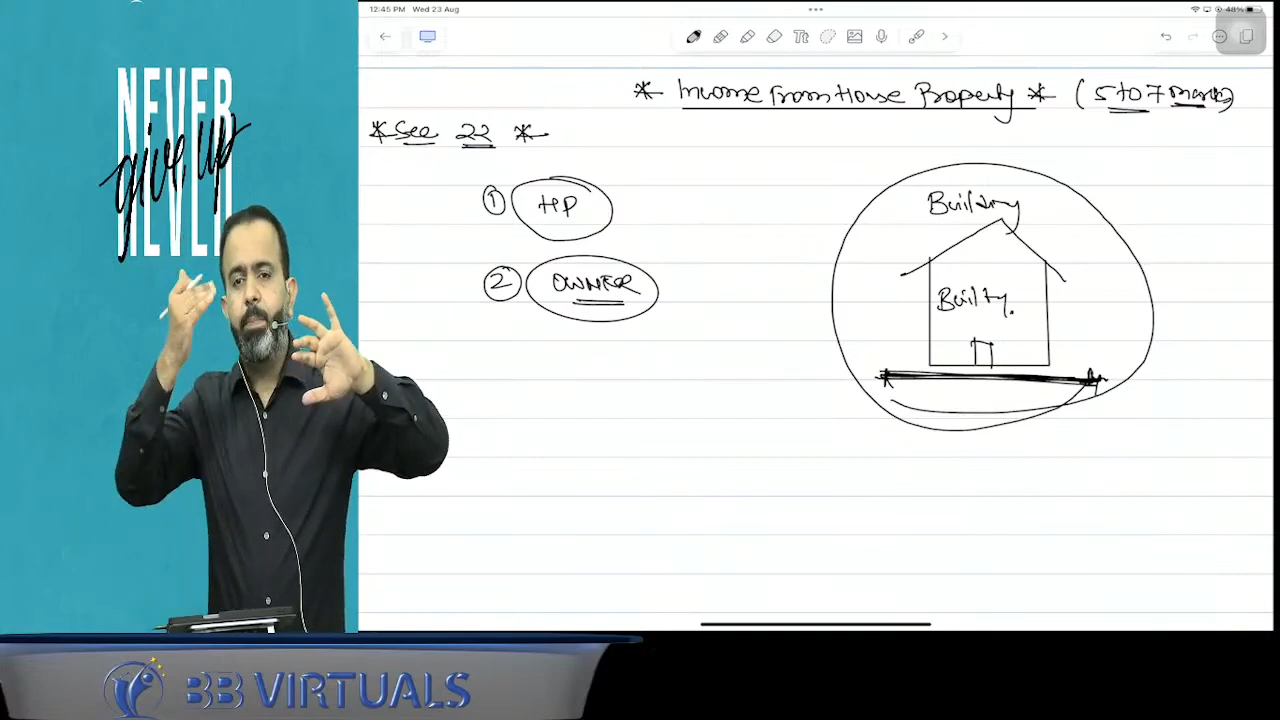 12:45 PM Wed 23 Aug
48%
NEVER
give up
NEVER
* Income From House Property * (5 to 7 marks)
* Sec 22 *
① HP
② OWNER
Building
Building.
BB VIRTUALS